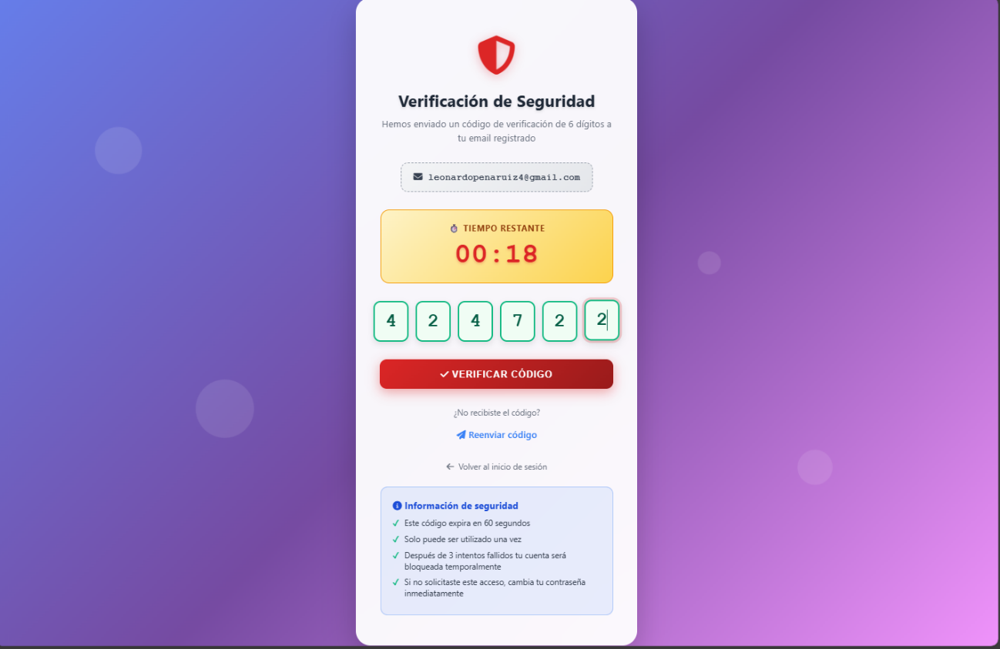 Verificación de Seguridad
Hemos enviado un código de verificación de 6 dígitos a
tu email registrado
leonardopenaruiz4@gmail.com
TIEMPO RESTANTE
00:18
4 2 4 7 2 2
VERIFICAR CÓDIGO
¿No recibiste el código?
Reenviar código
Volver al inicio de sesión
Información de seguridad
Este código expira en 60 segundos
Solo puede ser utilizado una vez
Después de 3 intentos fallidos tu cuenta será
bloqueada temporalmente
Si no solicitaste este acceso, cambia tu contraseña
inmediatamente